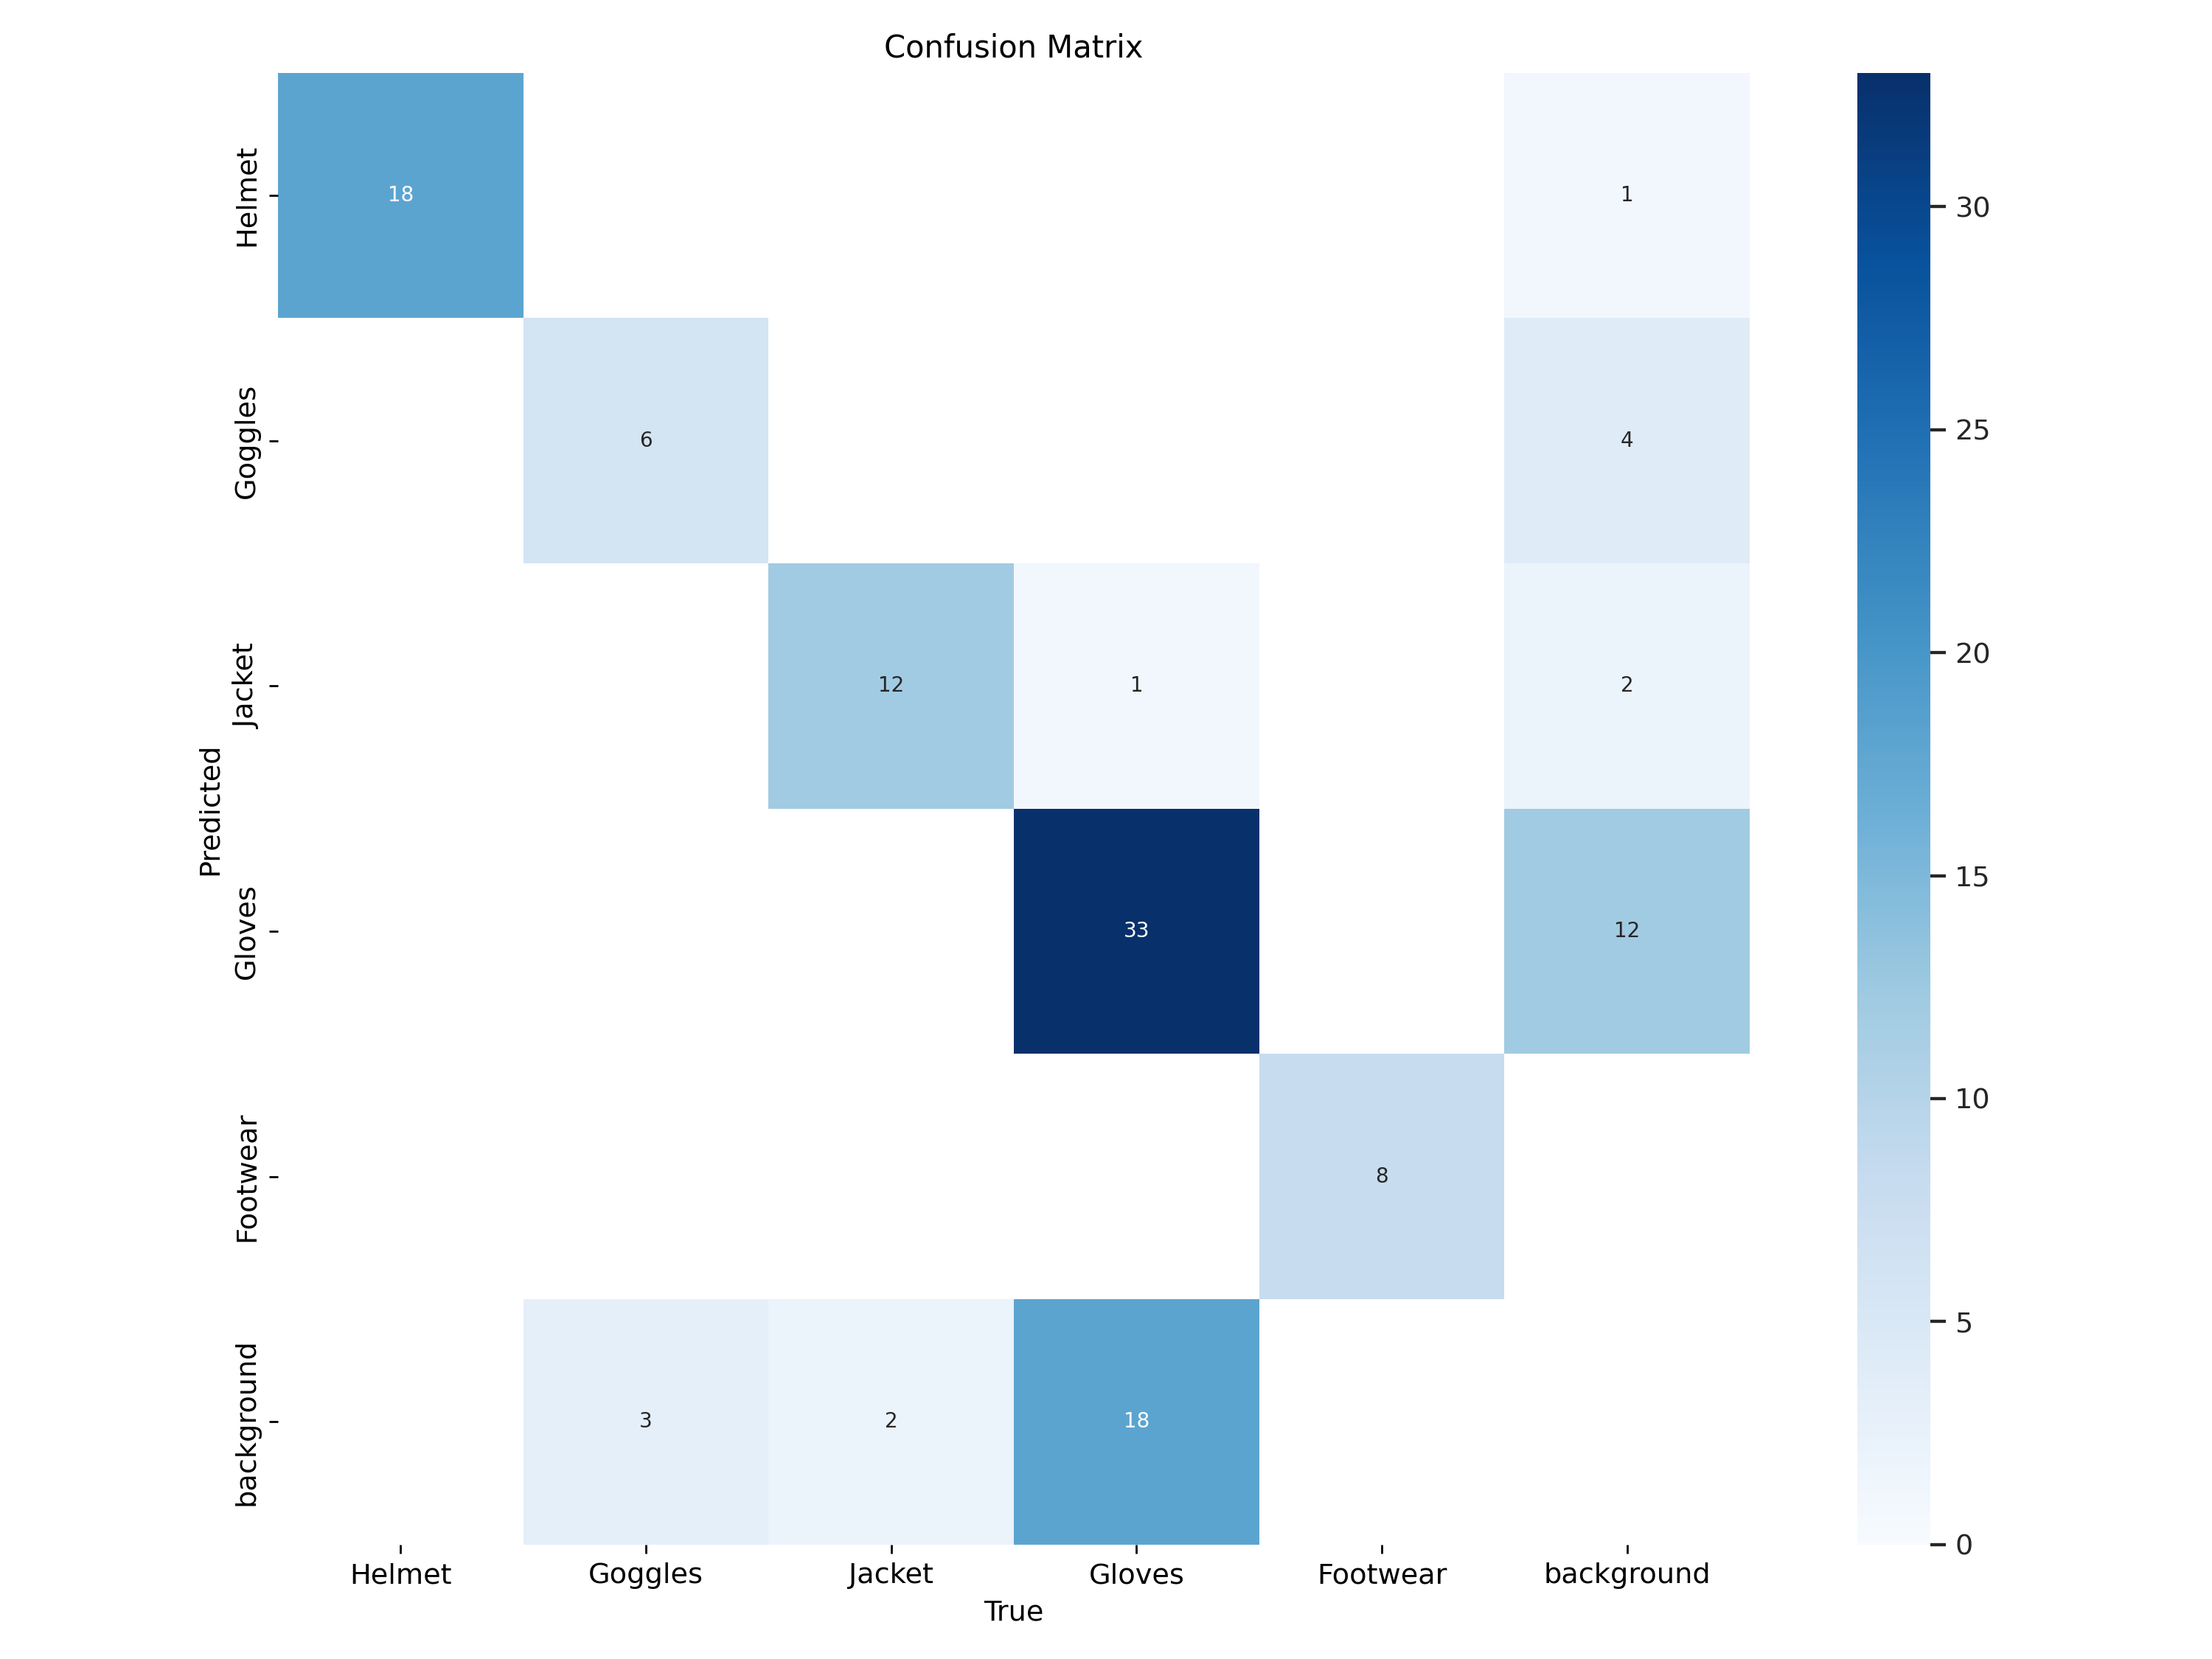 Confusion Matrix
Helmet
18
1
30
Goggles
6
4
25
Jacket
12
1
2
20
Predicted
Gloves
33
12
15
Footwear
8
10
background
3
2
18
5
0
Helmet
Goggles
Jacket
Gloves
Footwear
background
True